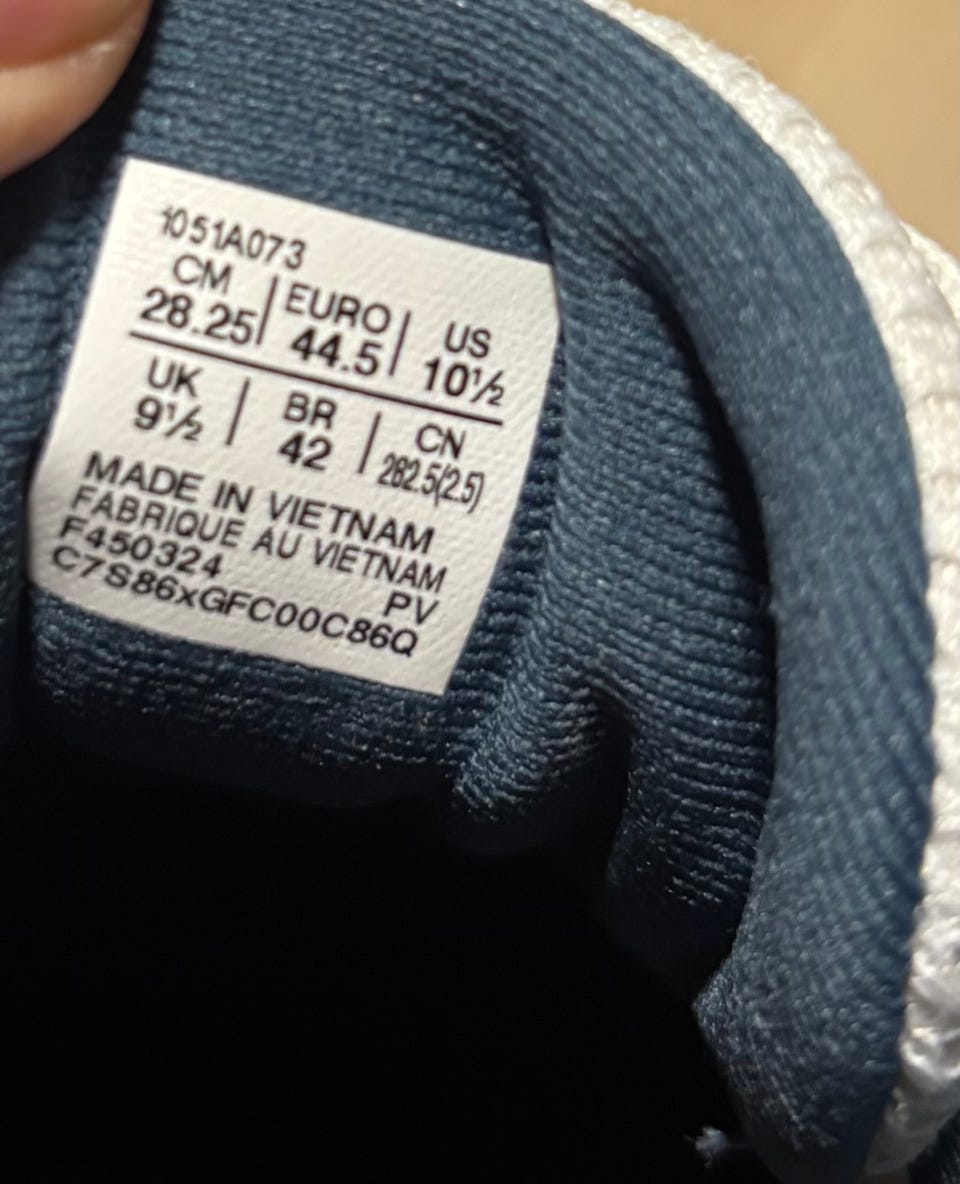 1051A073
CM | EURO | US
28.25 | 44.5 | 10½
UK | BR | CN
9½ | 42 | 282.5(2.5)
MADE IN VIETNAM
FABRIQUE AU VIETNAM
F450324 PV
C7S86xGFC00C86Q